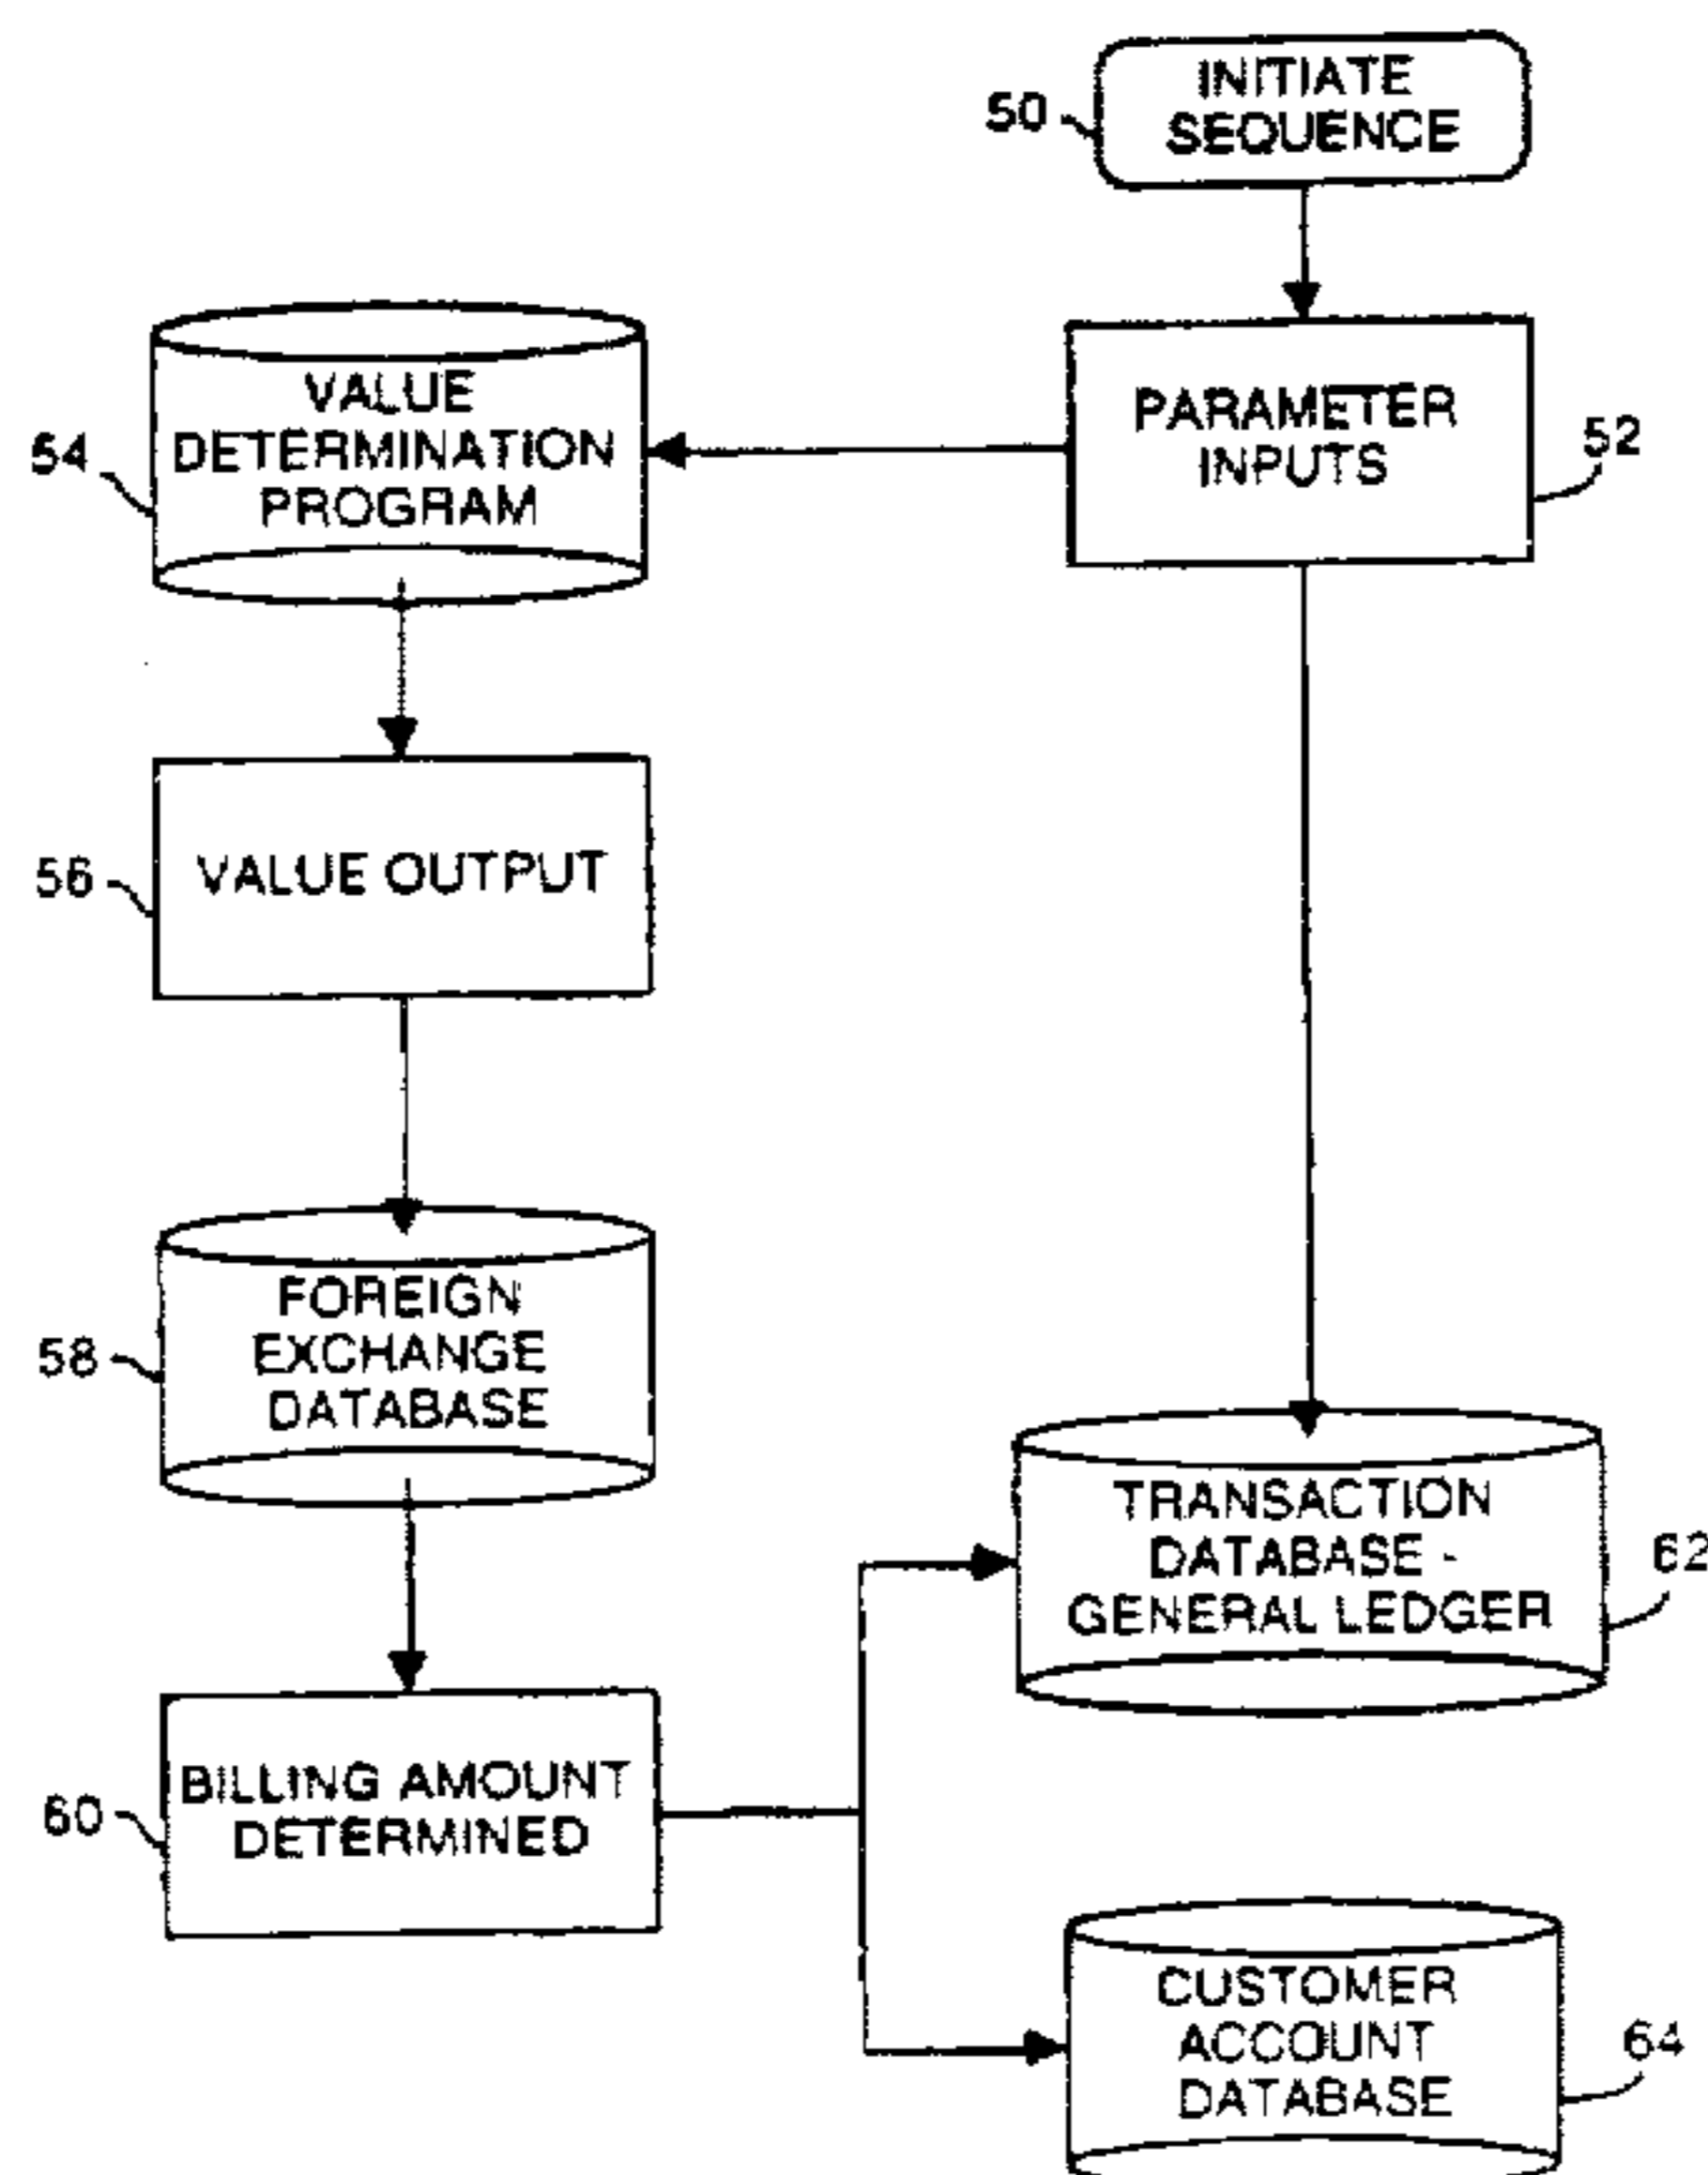 INITIATE
SEQUENCE
50
VALUE
DETERMINATION
PROGRAM
54
PARAMETER
INPUTS
52
VALUE OUTPUT
56
FOREIGN
EXCHANGE
DATABASE
58
TRANSACTION
DATABASE -
GENERAL LEDGER
62
BILLING AMOUNT
DETERMINED
60
CUSTOMER
ACCOUNT
DATABASE
64